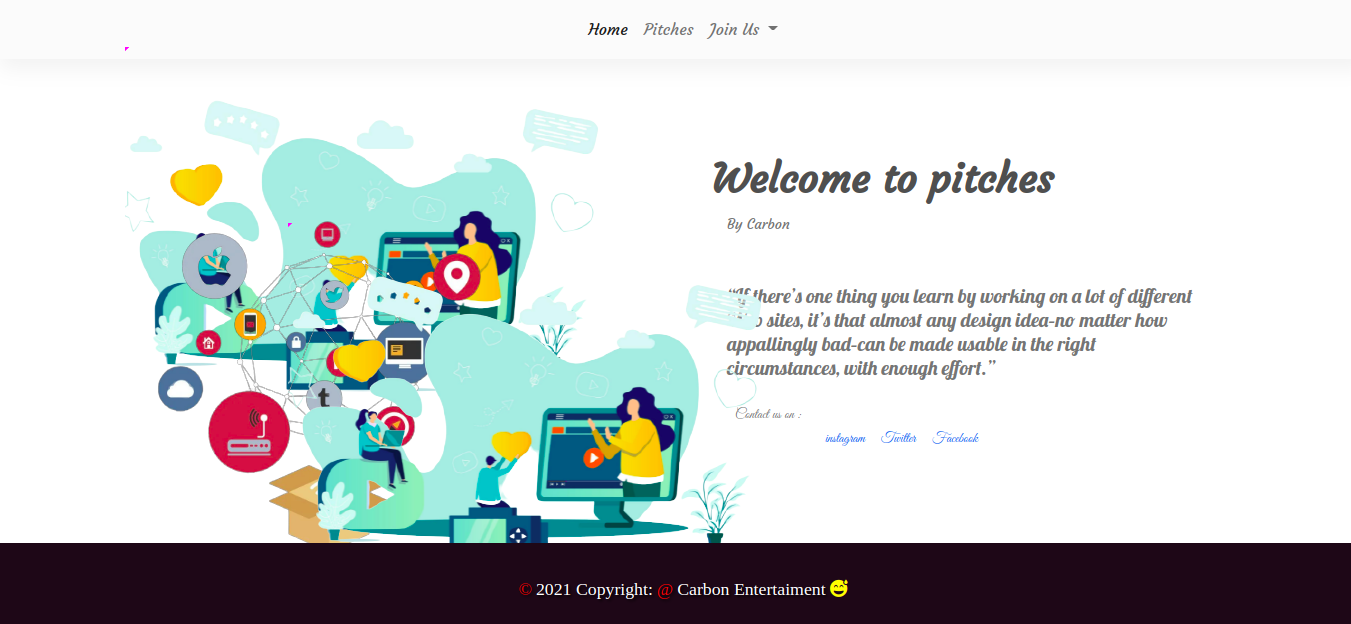 Home Pitches Join Us
Welcome to pitches
By Carbon
there's one thing you learn by working on a lot of different
sites, it's that almost any design idea–no matter how
appallingly bad–can be made usable in the right
circumstances, with enough effort.”
Contact us on :
instagram Twitter Facebook
t
© 2021 Copyright: @ Carbon Entertaiment 😅